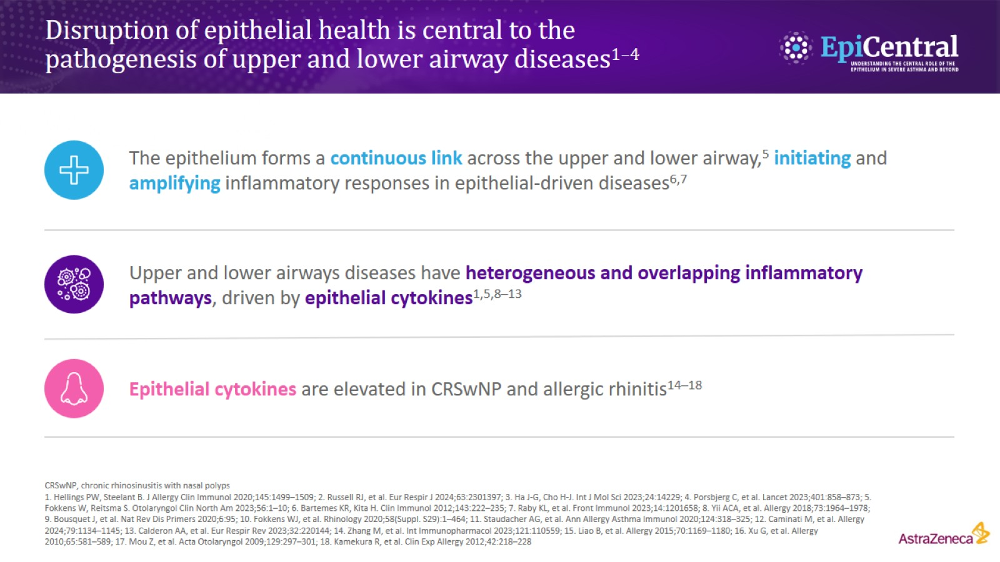 Disruption of epithelial health is central to the
pathogenesis of upper and lower airway diseases1–4
EpiCentral
UNDERSTANDING THE CENTRAL ROLE OF THE
EPITHELIUM IN SEVERE ASTHMA AND BEYOND
The epithelium forms a continuous link across the upper and lower airway,5 initiating and
amplifying inflammatory responses in epithelial-driven diseases6,7
Upper and lower airways diseases have heterogeneous and overlapping inflammatory
pathways, driven by epithelial cytokines1,5,8–13
Epithelial cytokines are elevated in CRSwNP and allergic rhinitis14–18
CRSwNP, chronic rhinosinusitis with nasal polyps
1. Hellings PW, Steelant B. J Allergy Clin Immunol 2020;145:1499–1509; 2. Russell RJ, et al. Eur Respir J 2024;63:2301397; 3. Ha J-G, Cho H-J. Int J Mol Sci 2023;24:14229; 4. Porsbjerg C, et al. Lancet 2023;401:858–873; 5.
Fokkens W, Reitsma S. Otolaryngol Clin North Am 2023;56:1–10; 6. Bartemes KR, Kita H. Clin Immunol 2012;143:222–235; 7. Raby KL, et al. Front Immunol 2023;14:1201658; 8. Yii ACA, et al. Allergy 2018;73:1964–1978;
9. Bousquet J, et al. Nat Rev Dis Primers 2020;6:95; 10. Fokkens WJ, et al. Rhinology 2020;58(Suppl. S29):1–464; 11. Staudacher AG, et al. Ann Allergy Asthma Immunol 2020;124:318–325; 12. Caminati M, et al. Allergy
2024;79:1134–1145; 13. Calderon AA, et al. Eur Respir Rev 2023;32:220144; 14. Zhang M, et al. Int Immunopharmacol 2023;121:110559; 15. Liao B, et al. Allergy 2015;70:1169–1180; 16. Xu G, et al. Allergy
2010;65:581–589; 17. Mou Z, et al. Acta Otolaryngol 2009;129:297–301; 18. Kamekura R, et al. Clin Exp Allergy 2012;42:218–228
AstraZeneca